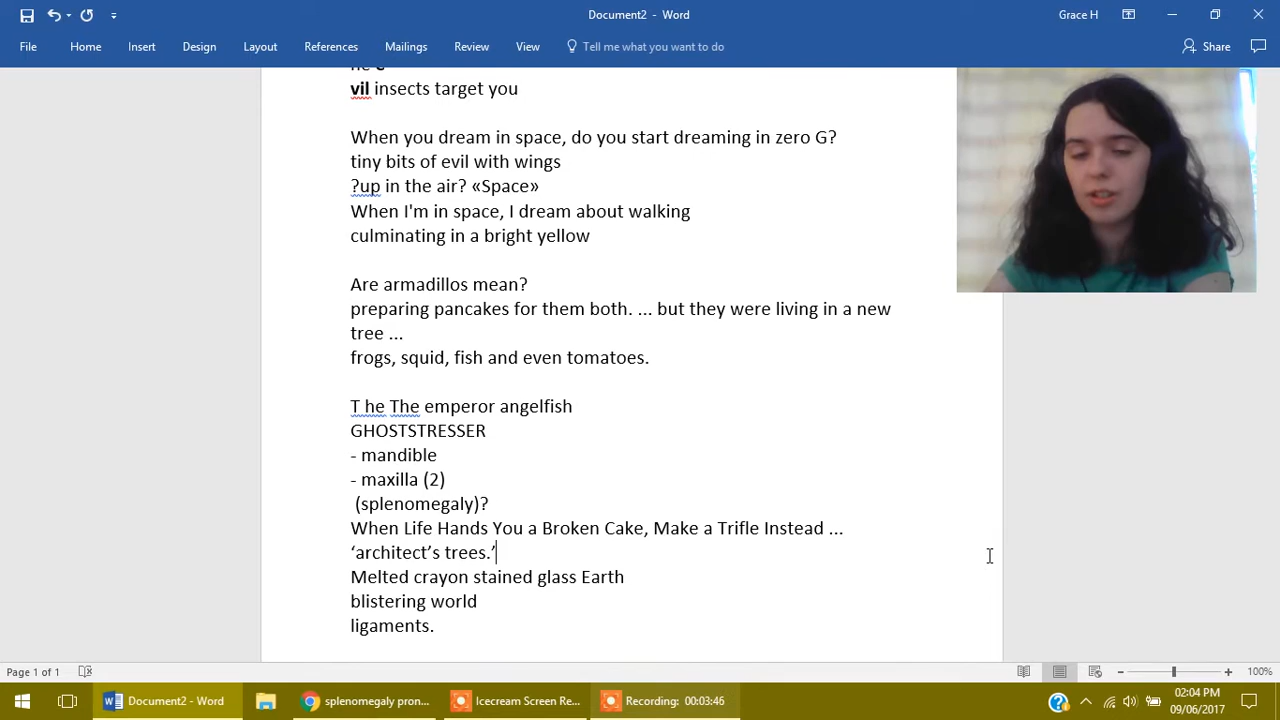 Document2 - Word
Grace H
File Home Insert Design Layout References Mailings Review View Tell me what you want to do Share
vil insects target you
When you dream in space, do you start dreaming in zero G?
tiny bits of evil with wings
?up in the air? «Space»
When I'm in space, I dream about walking
culminating in a bright yellow
Are armadillos mean?
preparing pancakes for them both. ... but they were living in a new
tree ...
frogs, squid, fish and even tomatoes.
T he The emperor angelfish
GHOSTSTRESSER
- mandible
- maxilla (2)
(splenomegaly)?
When Life Hands You a Broken Cake, Make a Trifle Instead ...
‘architect’s trees.’
Melted crayon stained glass Earth
blistering world
ligaments.
Page 1 of 1
100%
Document2 - Word
splenomegaly pron...
Icecream Screen Re...
Recording: 00:03:46
02:04 PM
09/06/2017